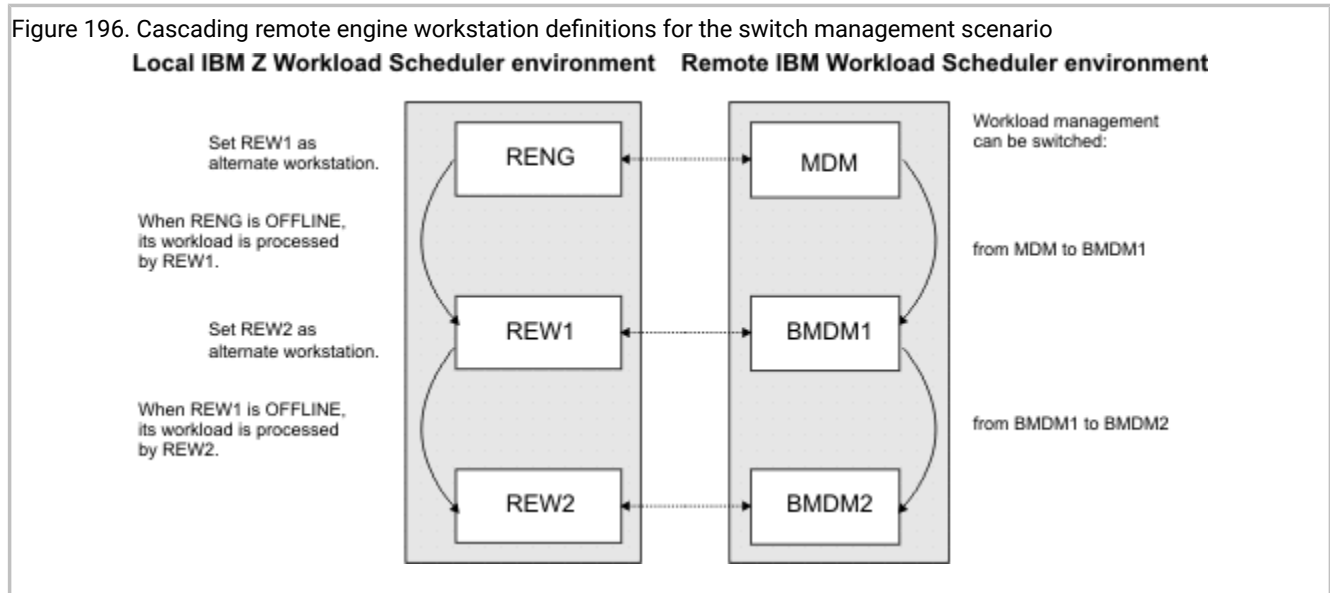 Figure 196. Cascading remote engine workstation definitions for the switch management scenario
Local IBM Z Workload Scheduler environment
Remote IBM Workload Scheduler environment
Set REW1 as
alternate workstation.
RENG
MDM
Workload management
can be switched:
When RENG is OFFLINE,
its workload is processed
by REW1.
from MDM to BMDM1
Set REW2 as
alternate workstation.
REW1
BMDM1
When REW1 is OFFLINE,
its workload is processed
by REW2.
from BMDM1 to BMDM2
REW2
BMDM2